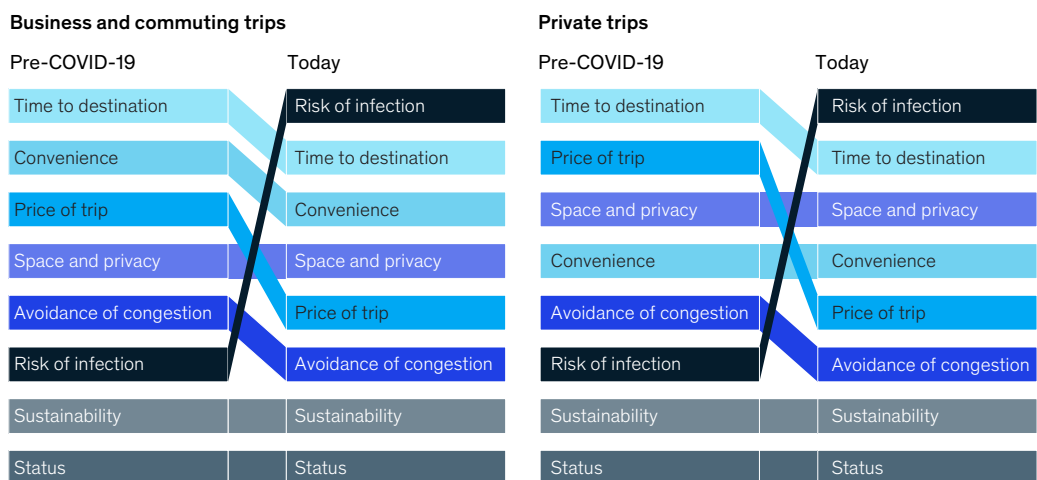 Business and commuting trips
Pre-COVID-19
Today
Time to destination
Convenience
Price of trip
Space and privacy
Avoidance of congestion
Risk of infection
Sustainability
Status
Risk of infection
Time to destination
Convenience
Space and privacy
Price of trip
Avoidance of congestion
Sustainability
Status
Private trips
Pre-COVID-19
Today
Time to destination
Price of trip
Space and privacy
Convenience
Avoidance of congestion
Risk of infection
Sustainability
Status
Risk of infection
Time to destination
Space and privacy
Convenience
Price of trip
Avoidance of congestion
Sustainability
Status